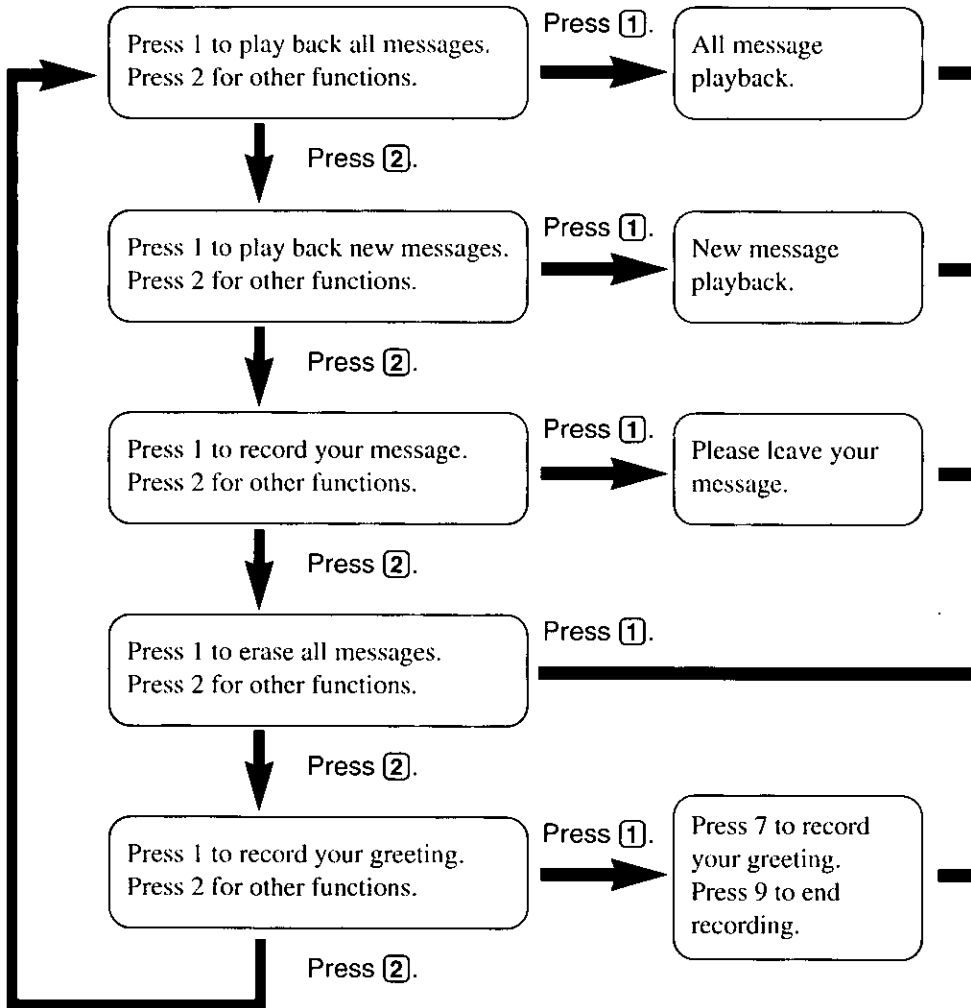 Press 1 to play back all messages.
Press 2 for other functions.
Press 1.
All message
playback.
Press 2.
Press 1 to play back new messages.
Press 2 for other functions.
Press 1.
New message
playback.
Press 2.
Press 1 to record your message.
Press 2 for other functions.
Press 1.
Please leave your
message.
Press 2.
Press 1 to erase all messages.
Press 2 for other functions.
Press 1.
Press 2.
Press 1 to record your greeting.
Press 2 for other functions.
Press 1.
Press 7 to record
your greeting.
Press 9 to end
recording.
Press 2.